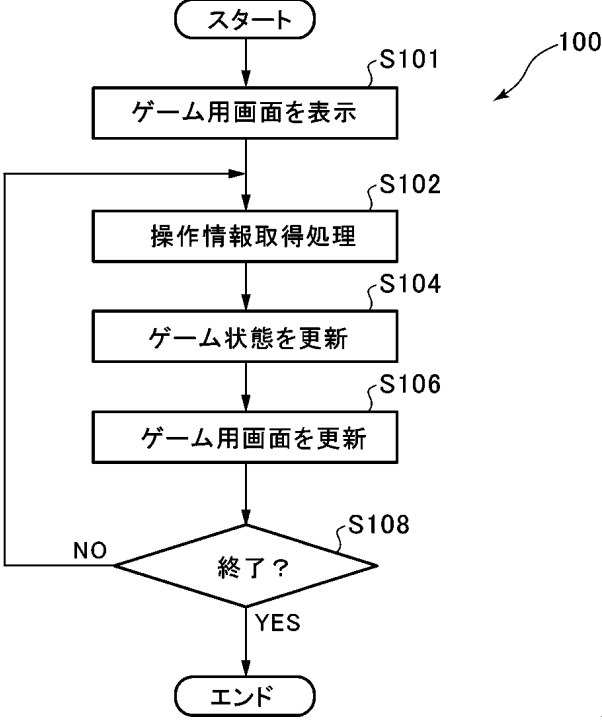 スタート
100
S101
ゲーム用画面を表示
S102
操作情報取得処理
S104
ゲーム状態を更新
S106
ゲーム用画面を更新
S108
終了？
NO
YES
エンド